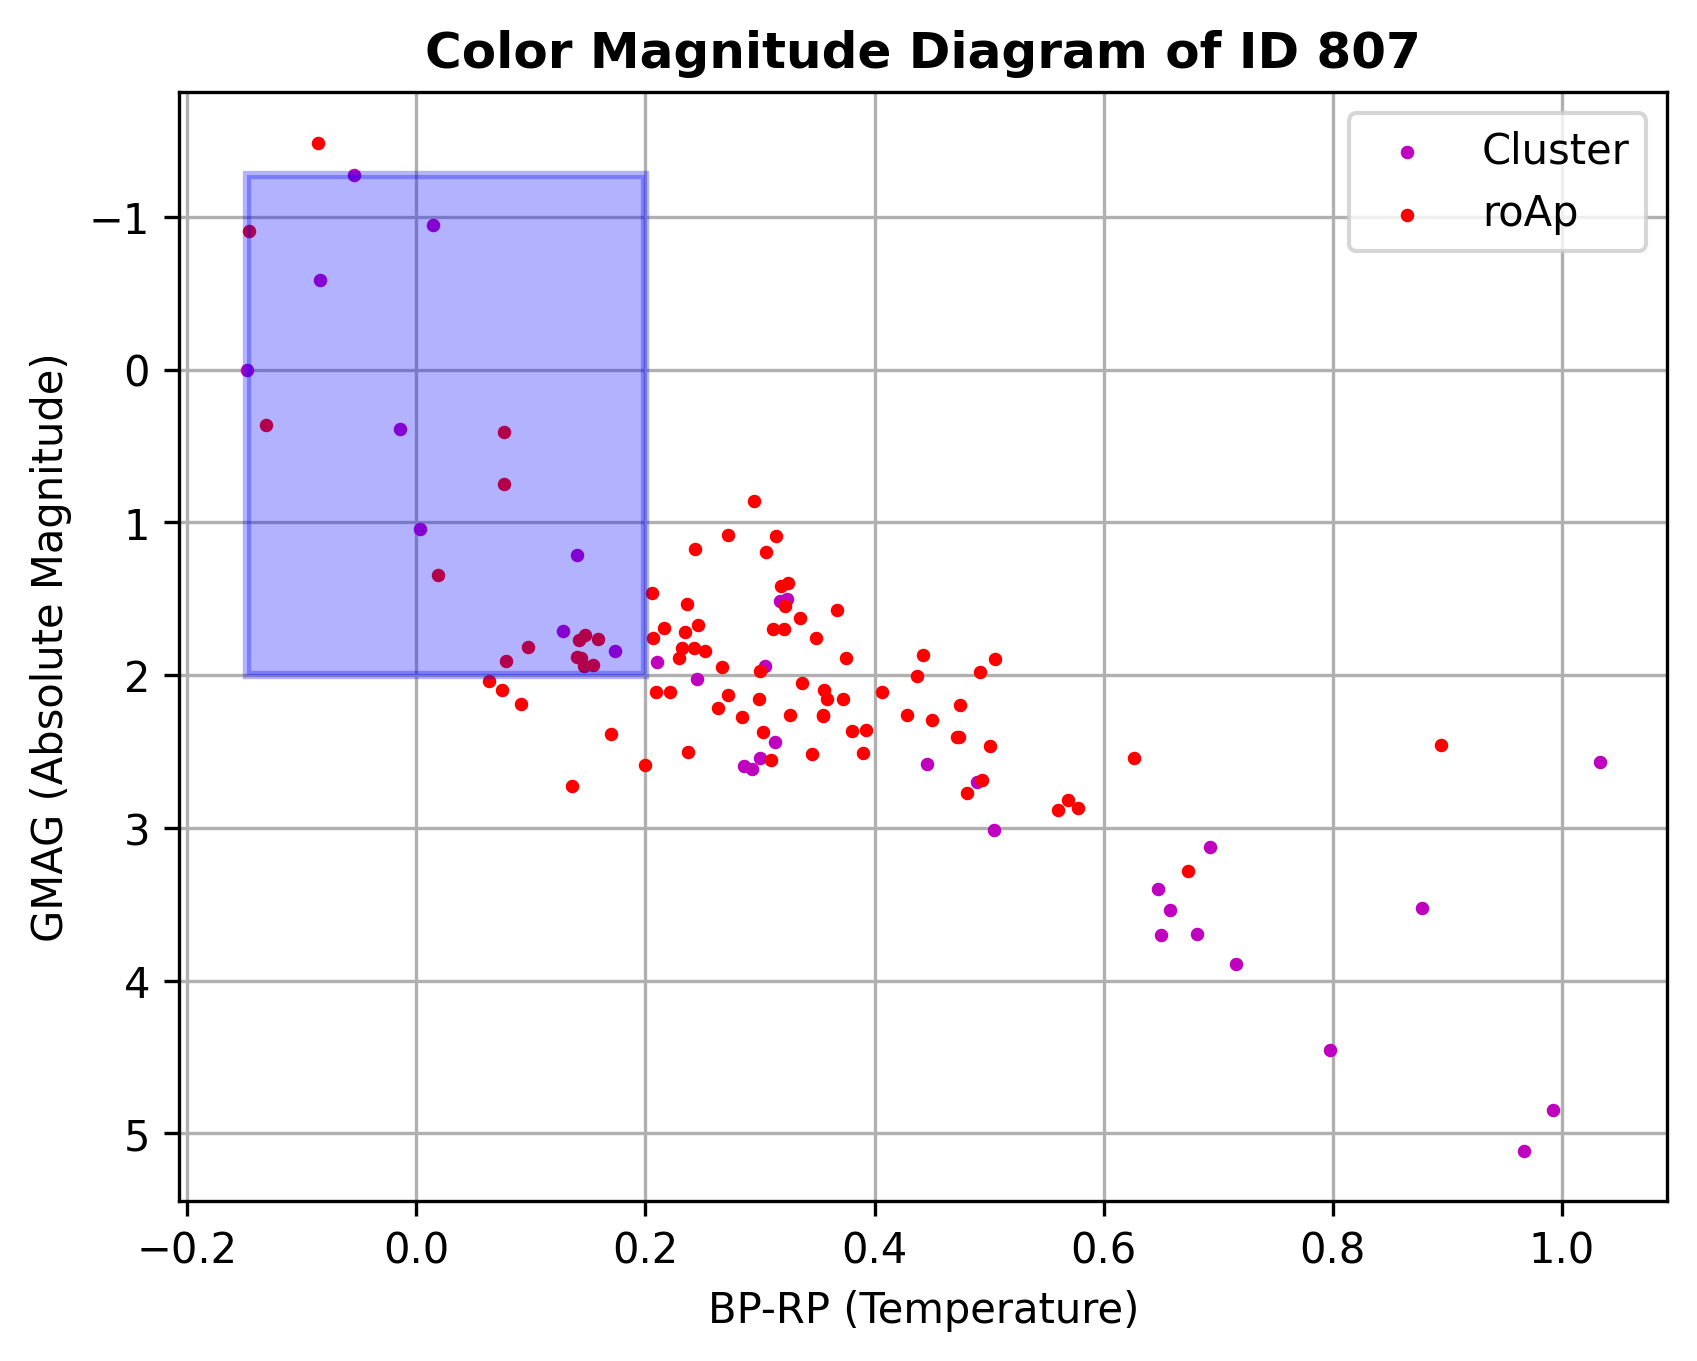 Color Magnitude Diagram of ID 807
Cluster
roAp
GMAG (Absolute Magnitude)
−1
0
1
2
3
4
5
−0.2 0.0 0.2 0.4 0.6 0.8 1.0
BP-RP (Temperature)